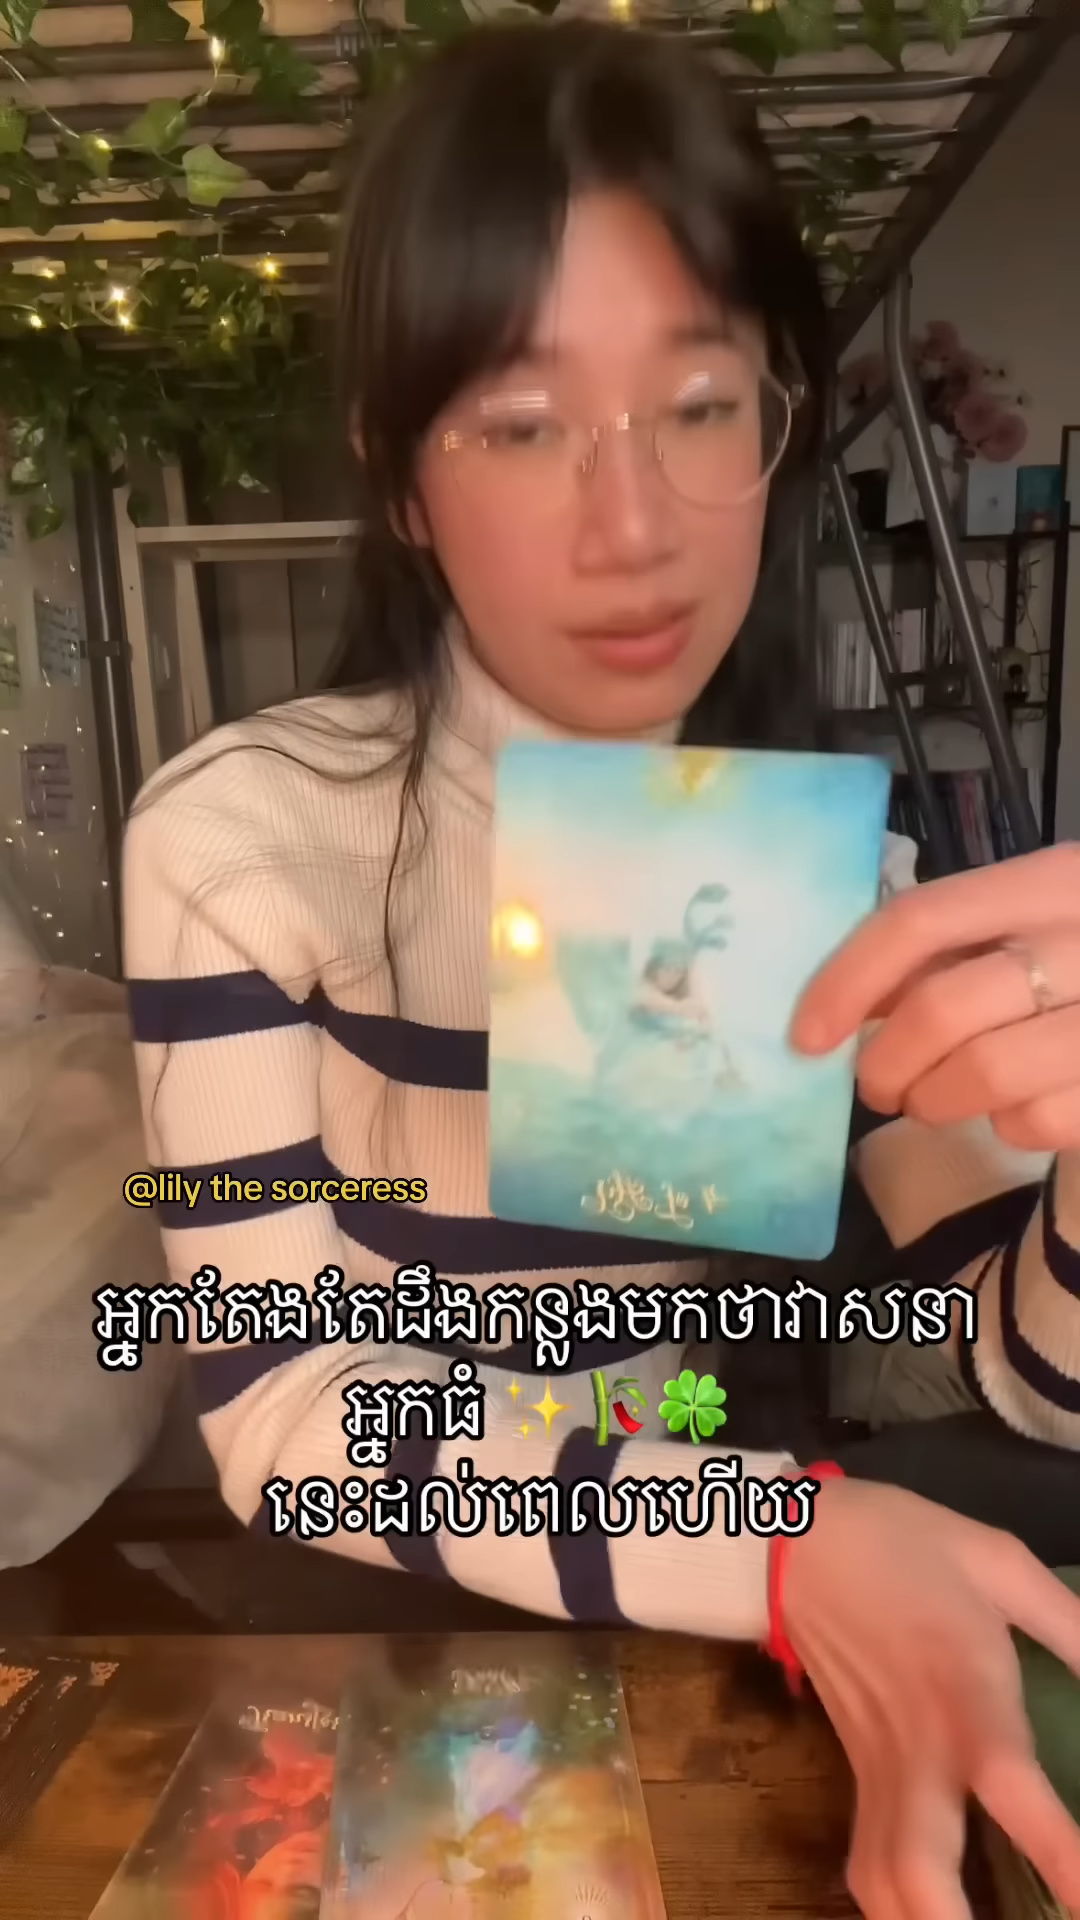 @lily the sorceress
អ្នកតែងតែដឹងកន្លងមកថាវាសនា
អ្នកធំ ✨ 🎋🍀
នេះដល់ពេលហើយ